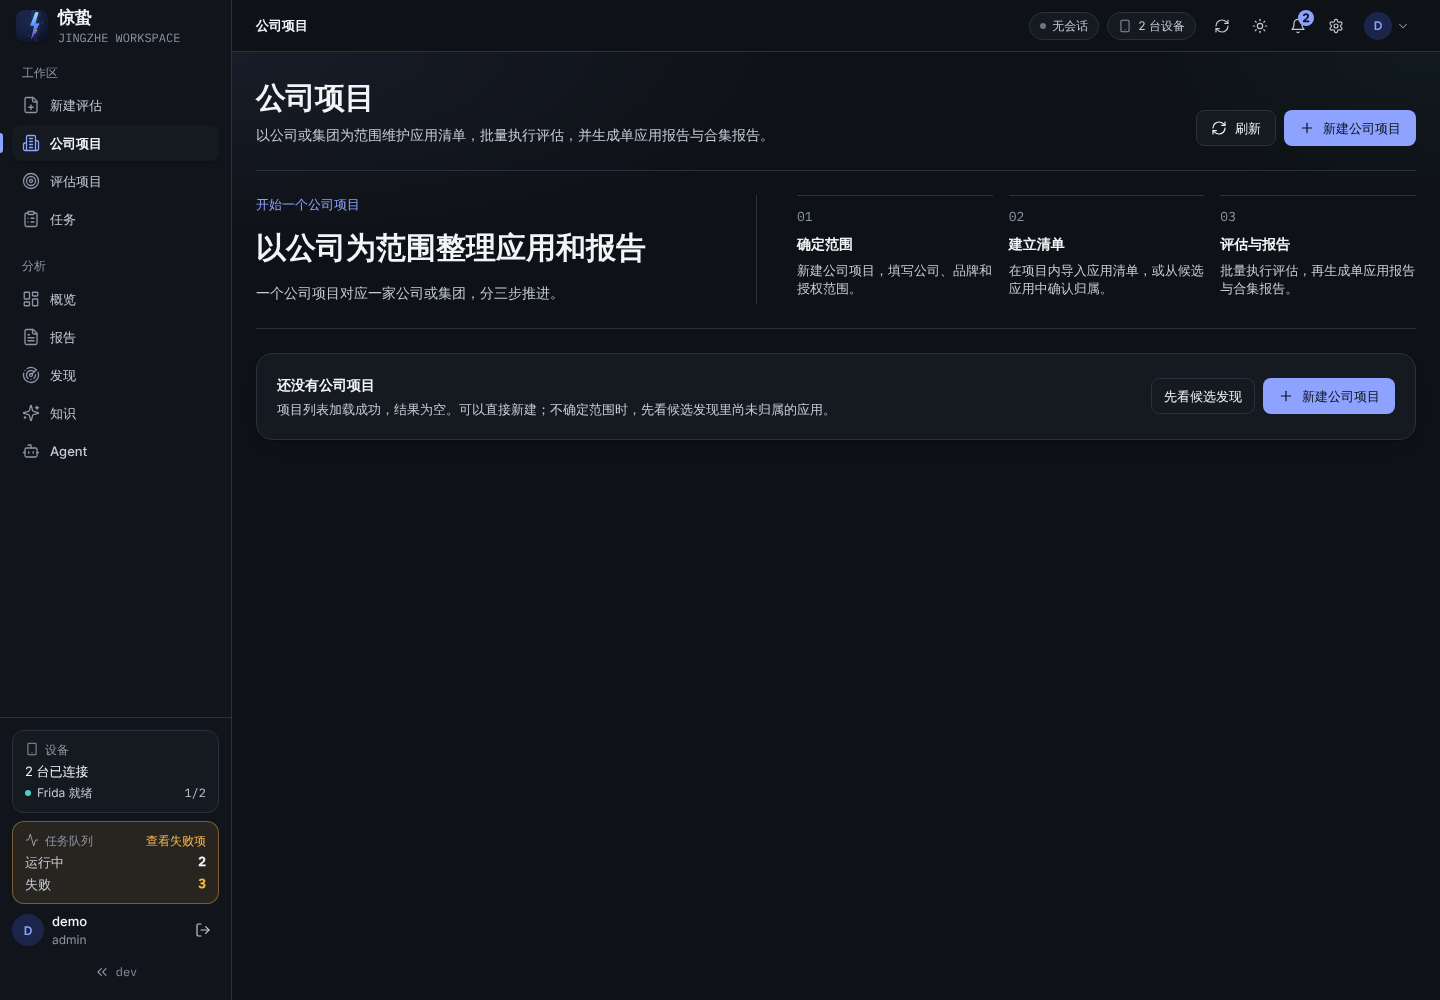 惊蛰
JINGZHE WORKSPACE
工作区
新建评估
公司项目
评估项目
任务
分析
概览
报告
发现
知识
Agent
设备
2 台已连接
Frida 就绪 1/2
任务队列 查看失败项
运行中 2
失败 3
D demo
admin
dev
公司项目
无会话
2 台设备
2
D
公司项目
以公司或集团为范围维护应用清单，批量执行评估，并生成单应用报告与合集报告。
刷新
新建公司项目
开始一个公司项目
以公司为范围整理应用和报告
一个公司项目对应一家公司或集团，分三步推进。
01
确定范围
新建公司项目，填写公司、品牌和
授权范围。
02
建立清单
在项目内导入应用清单，或从候选
应用中确认归属。
03
评估与报告
批量执行评估，再生成单应用报告
与合集报告。
还没有公司项目
项目列表加载成功，结果为空。可以直接新建；不确定范围时，先看候选发现里尚未归属的应用。
先看候选发现
新建公司项目